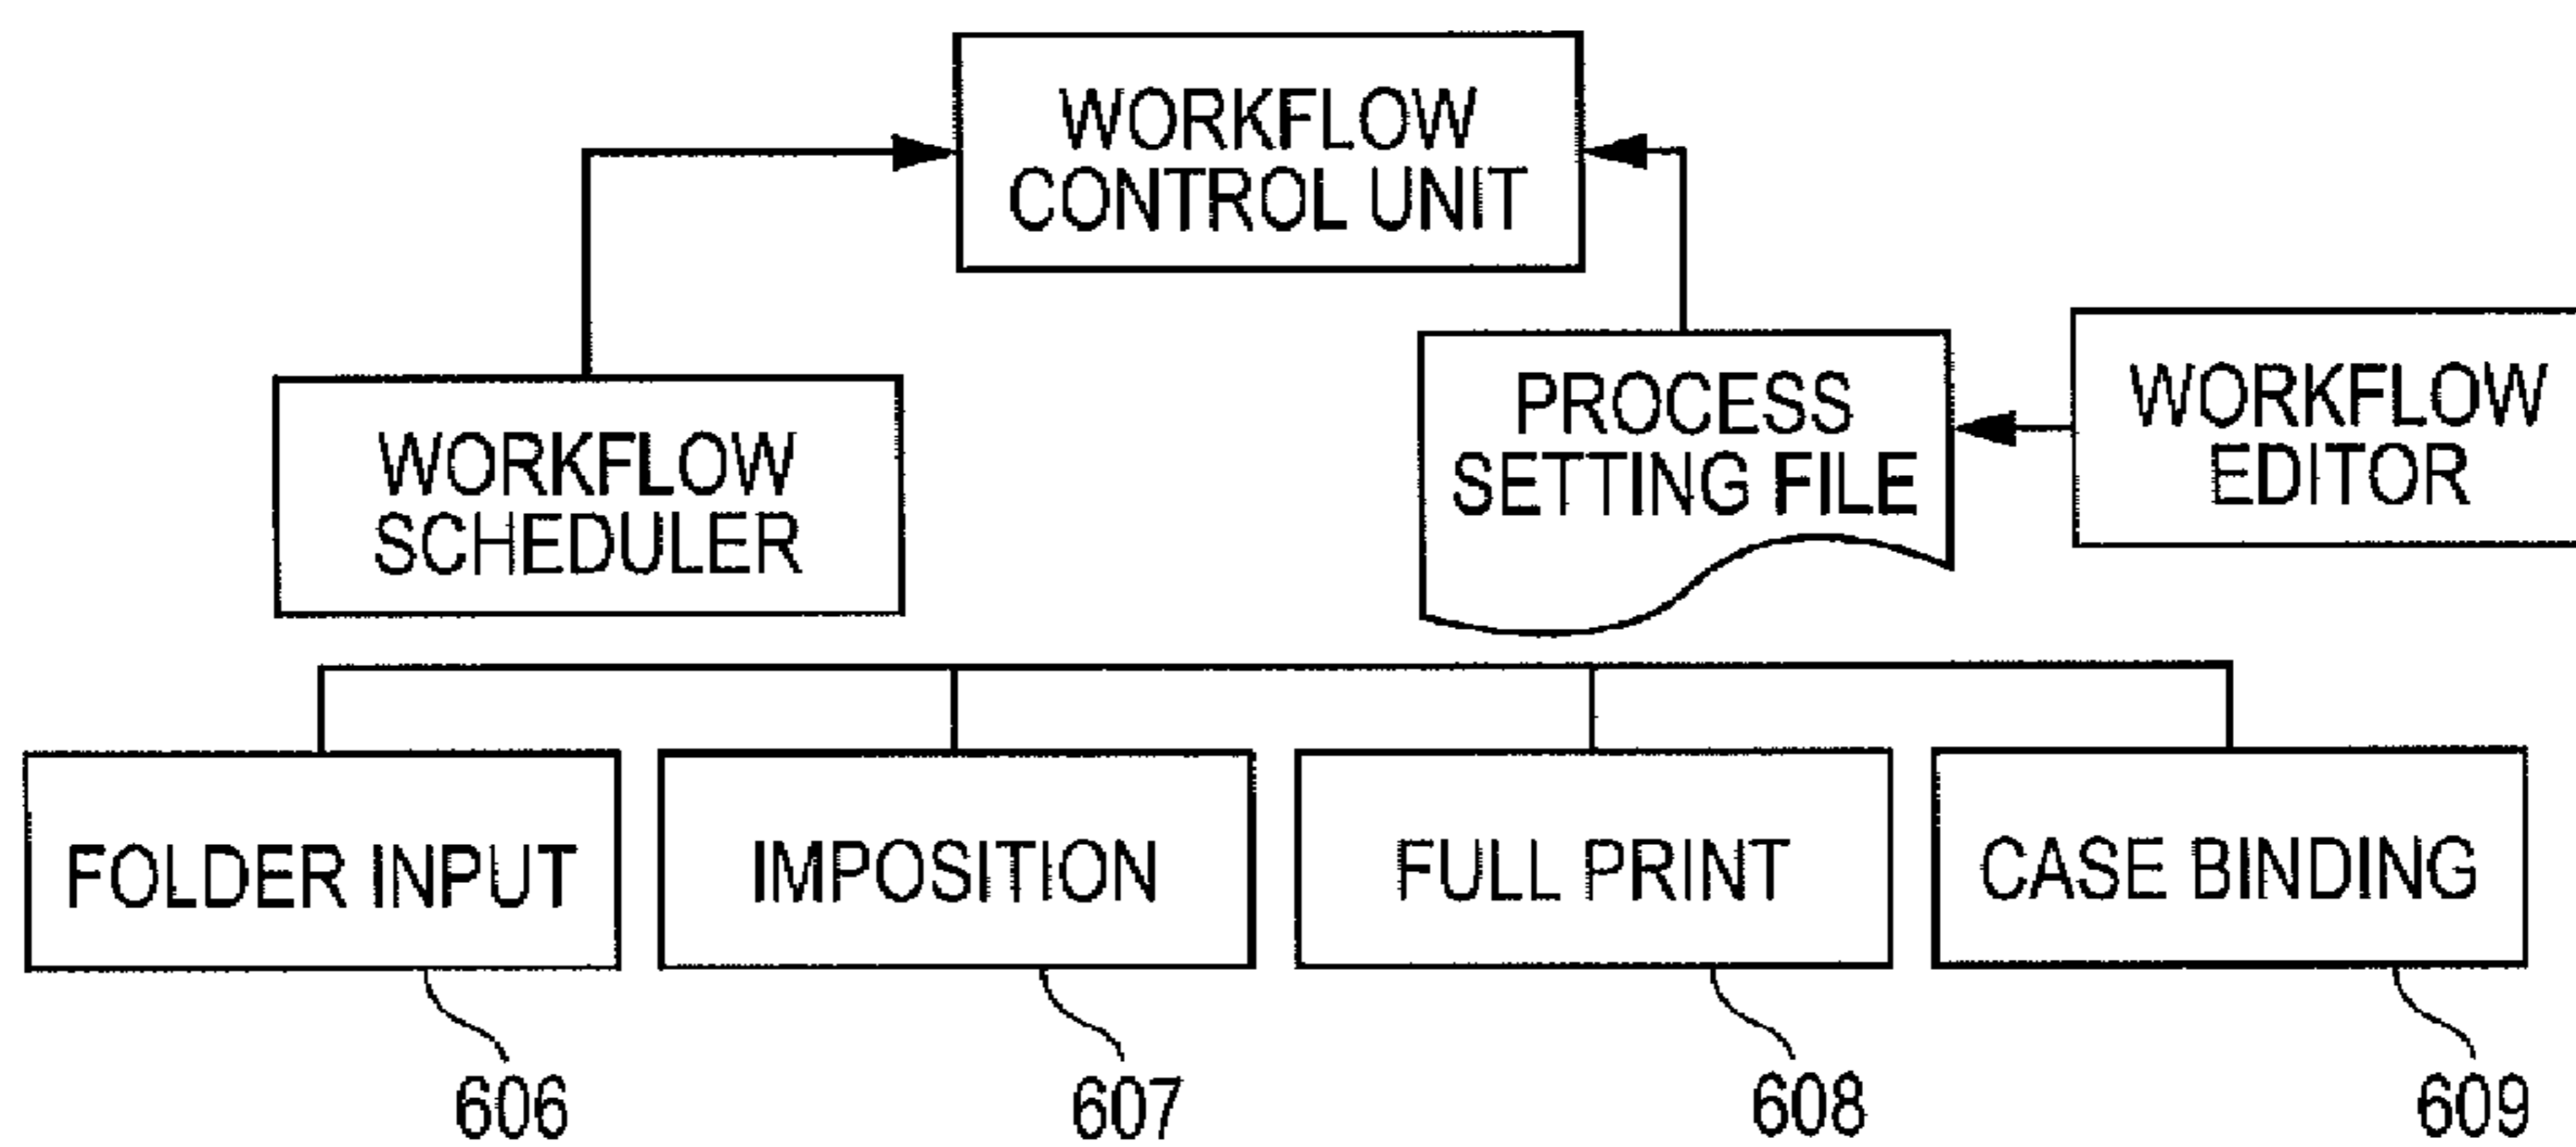 WORKFLOW
CONTROL UNIT
WORKFLOW
SCHEDULER
PROCESS
SETTING FILE
WORKFLOW
EDITOR
FOLDER INPUT
IMPOSITION
FULL PRINT
CASE BINDING
606
607
608
609